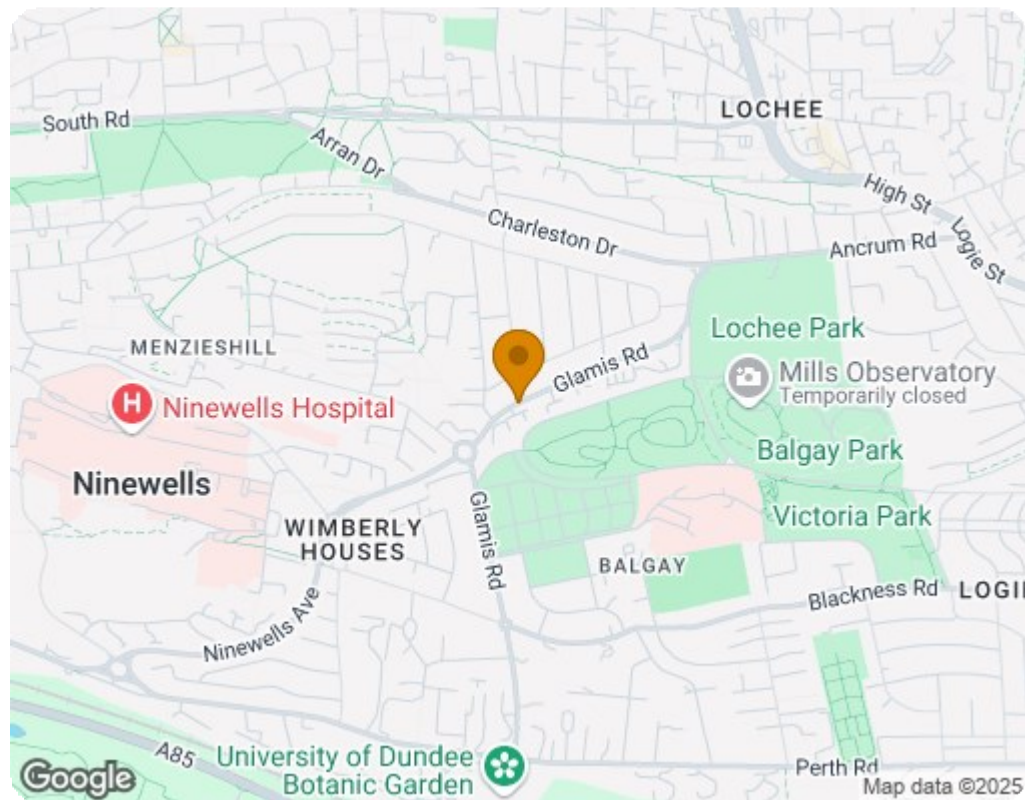 LOCHEE
South Rd
Arran Dr
High St
Charleston Dr
Ancrum Rd
Logie St
Lochee Park
MENZIESHILL
Glamis Rd
Mills Observatory
Temporarily closed
H
Ninewells Hospital
Balgay Park
Ninewells
Victoria Park
WIMBERLY
HOUSES
Glamis Rd
BALGAY
Blackness Rd
LOGIE
Ninewells Ave
A85
University of Dundee
Botanic Garden
Perth Rd
Google
Map data ©2025